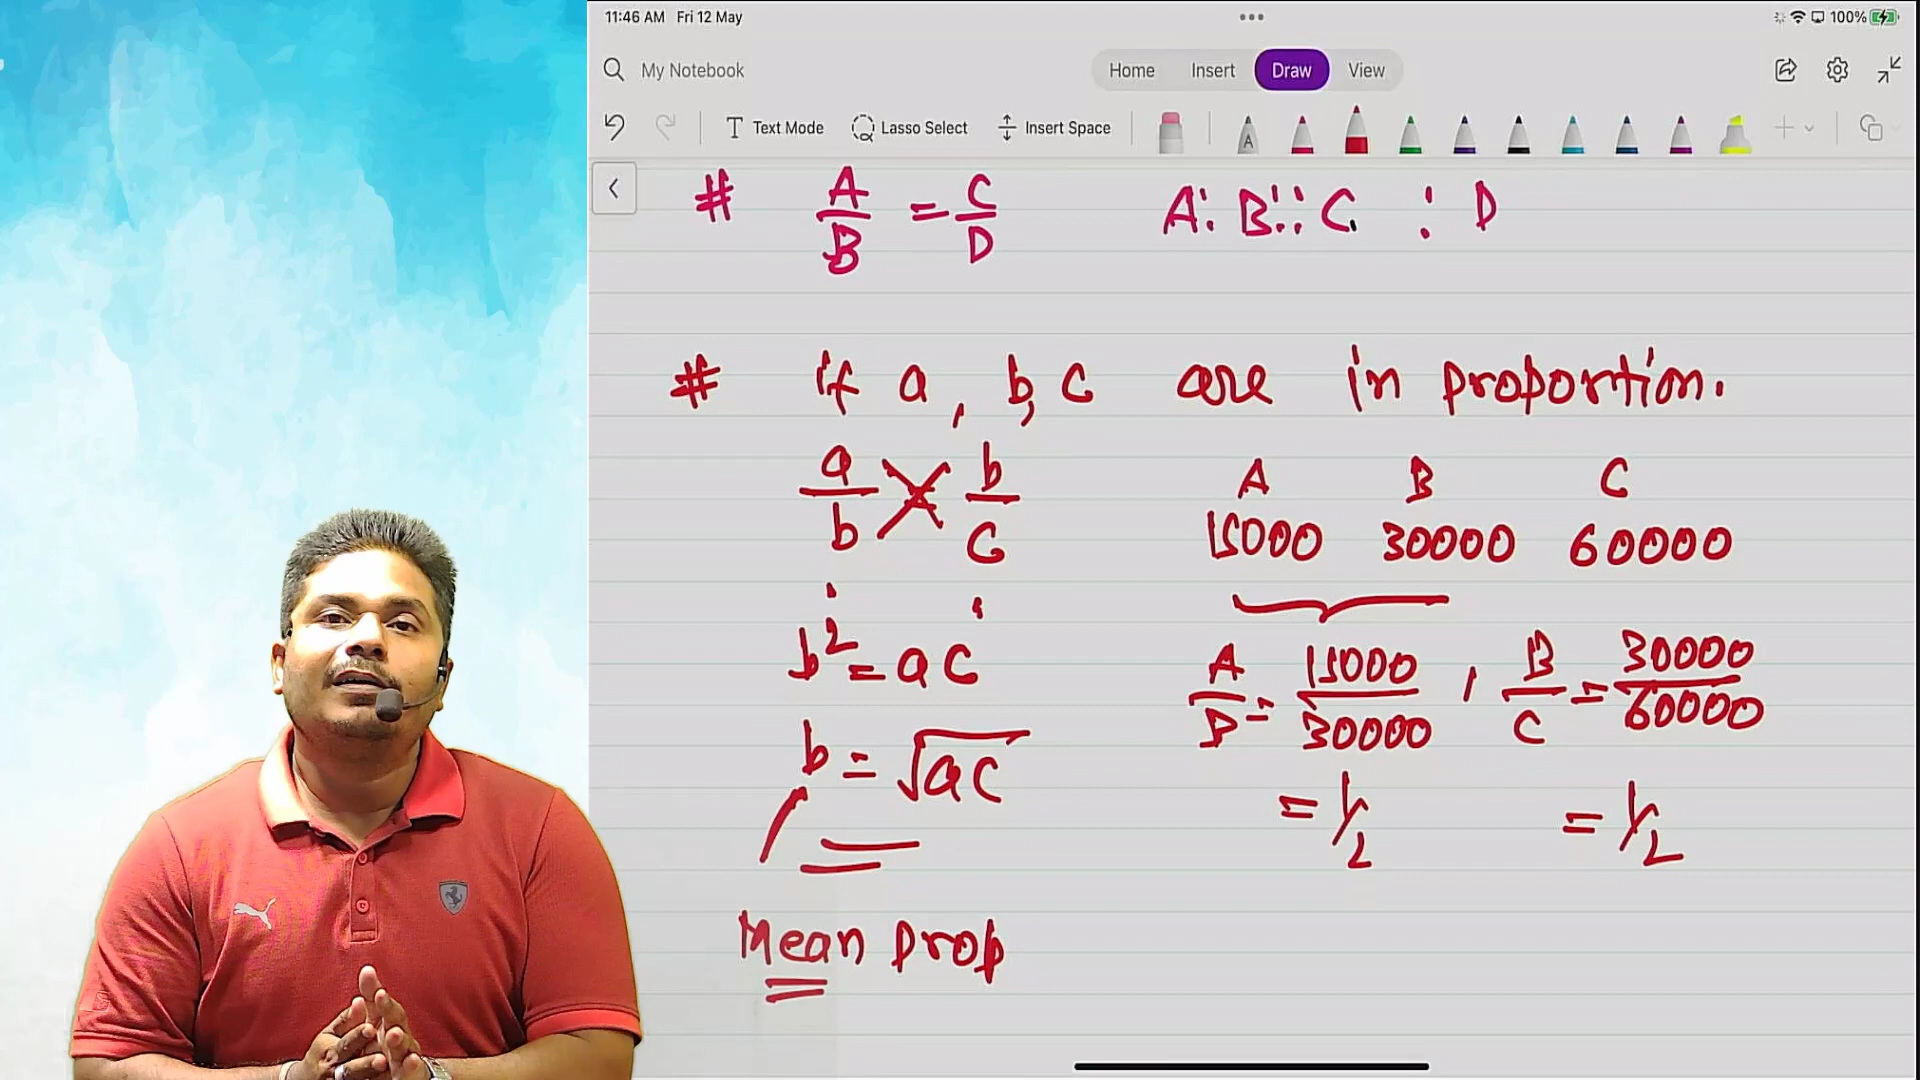 11:46 AM Fri 12 May
100%
My Notebook
Home Insert Draw View
Text Mode Lasso Select Insert Space
A
# A/B = C/D A : B :: C : D
# if a, b, c are in proportion.
a/b b/c
A B C
15000 30000 60000
b² = ac
A/B = 15000/30000 , B/C = 30000/60000
b = √ac
= 1/2 = 1/2
Mean prop